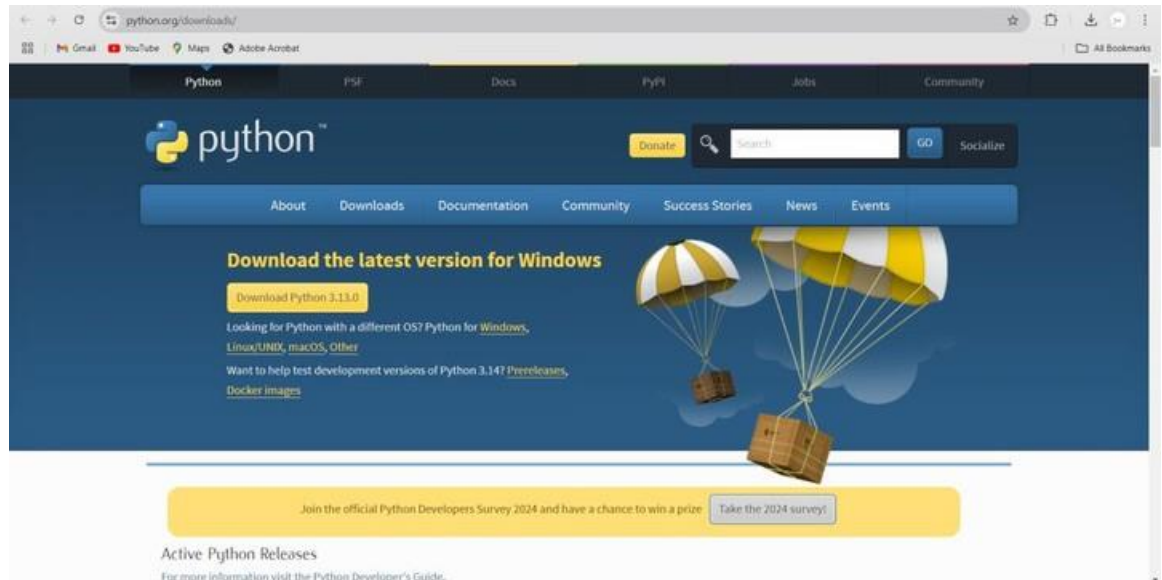 python.org/downloads/
Gmail YouTube Maps Adobe Acrobat All Bookmarks
Python PSF Docs PyPI Jobs Community
python™
Donate Search GO Socialize
About Downloads Documentation Community Success Stories News Events
Download the latest version for Windows
Download Python 3.13.0
Looking for Python with a different OS? Python for Windows,
Linux/UNIX, macOS, Other
Want to help test development versions of Python 3.14? Prereleases,
Docker images
Join the official Python Developers Survey 2024 and have a chance to win a prize Take the 2024 survey!
Active Python Releases
For more information visit the Python Developer's Guide.